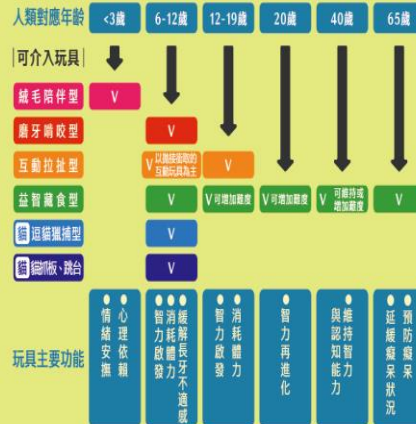 人類對應年齡 <3歲 6-12歲 12-19歲 20歲 40歲 65歲
可介入玩具
絨毛陪伴型 V
磨牙啃咬型 V
互動拉扯型 V 以拋接撿取的互動玩具為主 V
益智藏食型 V V 可增加難度 V 可增加難度 V 可維持或增加難度 V
貓 逗貓獵捕型 V
貓 貓抓板、跳台 V
玩具主要功能
心理依賴
情緒安撫
緩解長牙不適感
消耗體力
智力啟發
消耗體力
智力啟發
智力再進化
維持智力
與認知能力
預防癡呆
延緩癡呆狀況